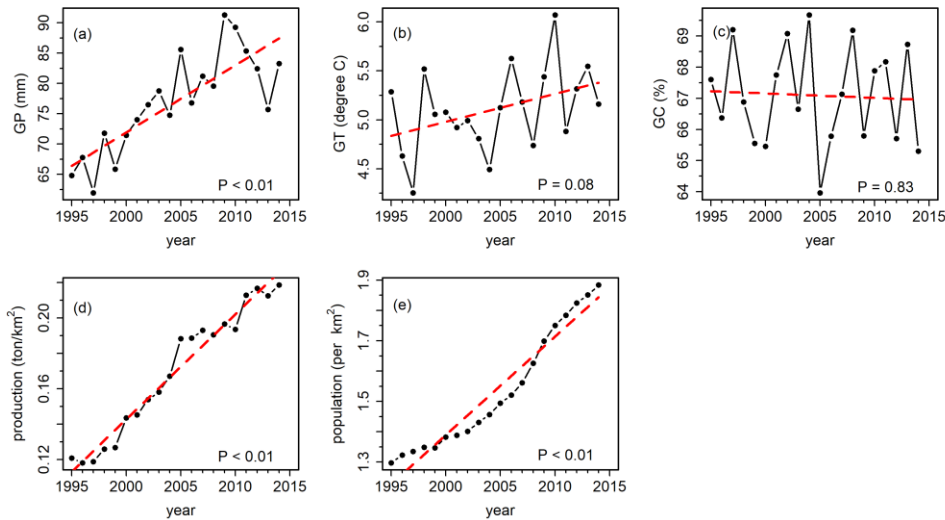 (a)
GP (mm)
65 70 75 80 85 90
P < 0.01
1995 2000 2005 2010 2015
year
(b)
GT (degree C)
4.5 5.0 5.5 6.0
P = 0.08
1995 2000 2005 2010 2015
year
(c)
GC (%)
64 65 66 67 68 69
P = 0.83
1995 2000 2005 2010 2015
year
(d)
production (ton/km²)
0.12 0.16 0.20
P < 0.01
1995 2000 2005 2010 2015
year
(e)
population (per km²)
1.3 1.5 1.7 1.9
P < 0.01
1995 2000 2005 2010 2015
year